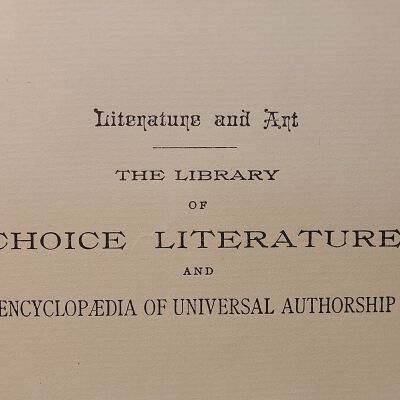 Literature and Art
THE LIBRARY
OF
CHOICE LITERATURE
AND
ENCYCLOPÆDIA OF UNIVERSAL AUTHORSHIP